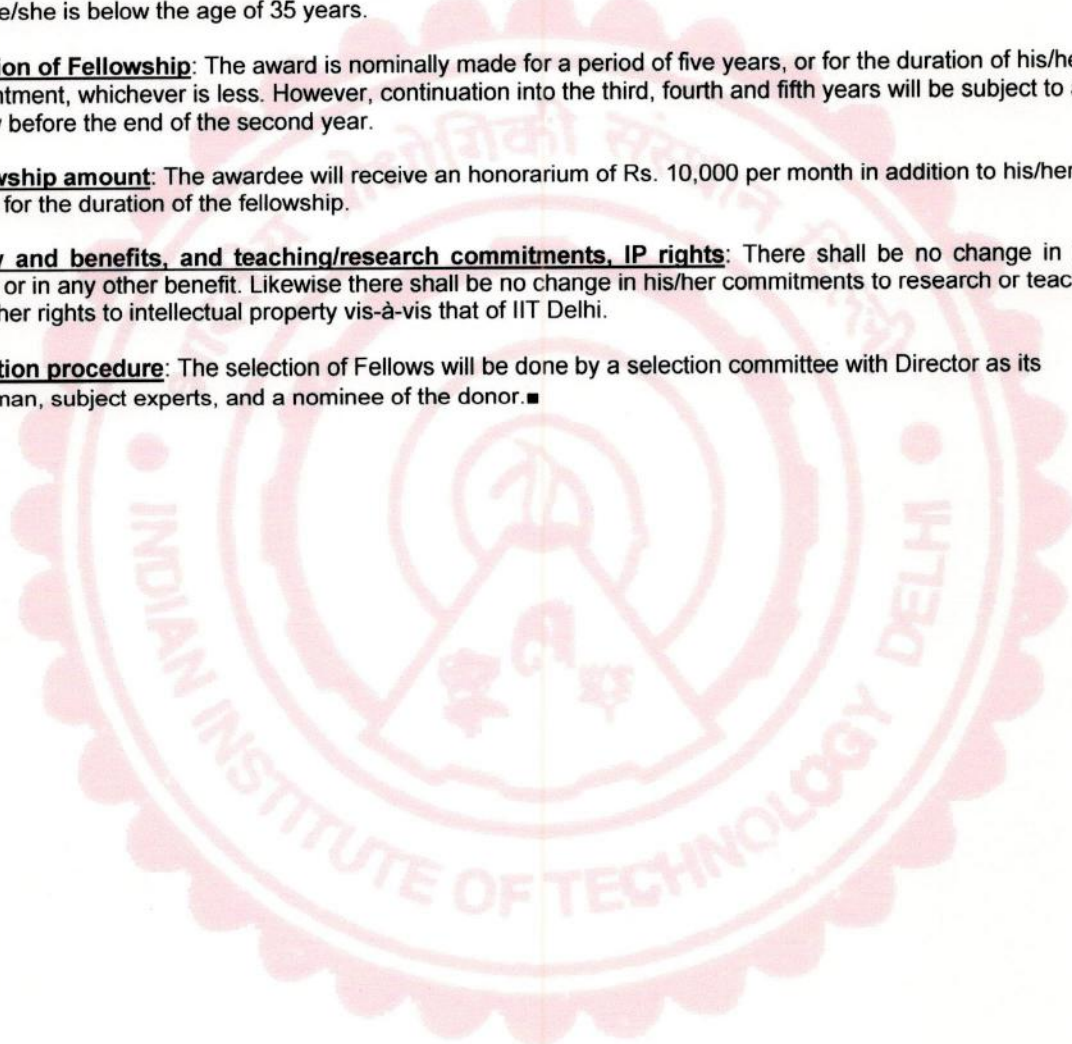 e/she is below the age of 35 years.
ion of Fellowship: The award is nominally made for a period of five years, or for the duration of his/he
ntment, whichever is less. However, continuation into the third, fourth and fifth years will be subject to
before the end of the second year.
wship amount: The awardee will receive an honorarium of Rs. 10,000 per month in addition to his/her
for the duration of the fellowship.
y and benefits, and teaching/research commitments, IP rights: There shall be no change in
or in any other benefit. Likewise there shall be no change in his/her commitments to research or teac
her rights to intellectual property vis-à-vis that of IIT Delhi.
tion procedure: The selection of Fellows will be done by a selection committee with Director as its
man, subject experts, and a nominee of the donor.■
INDIAN INSTITUTE OF TECHNOLOGY DELHI